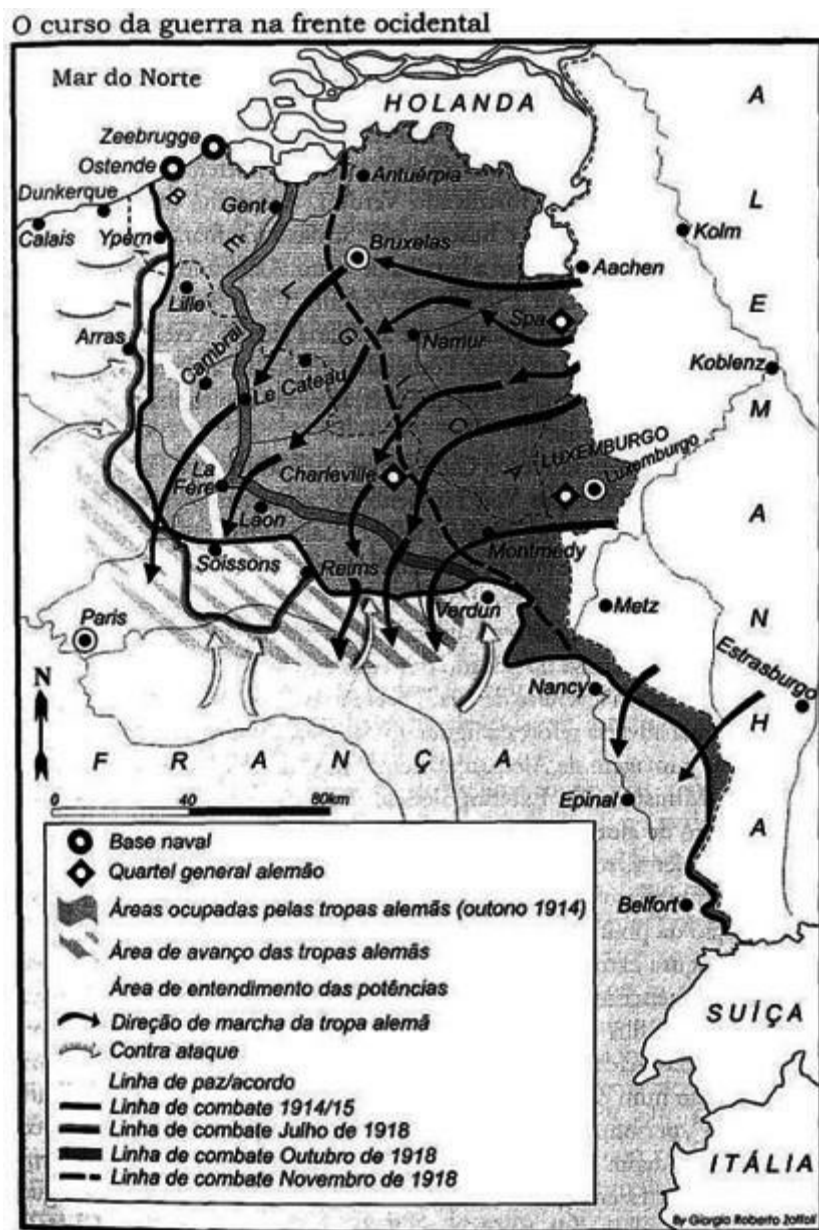 O curso da guerra na frente ocidental
Mar do Norte
HOLANDA
A L E M A N H A
Zeebrugge
Ostende
Dunkerque
Calais
Ypern
Gent
Antuérpia
Bruxelas
Kolm
Aachen
B É L G I C A
Lille
Spa
Arras
Cambrai
Namur
Koblenz
Le Cateau
LUXEMBURGO
Luxemburgo
La
Fere
Charleville
Laon
Montmédy
Soissons
Reims
Verdun
Metz
Paris
Estrasburgo
N
Nancy
F R A N Ç A
Epinal
0 40 80km
Belfort
Base naval
Quartel general alemão
Áreas ocupadas pelas tropas alemãs (outono 1914)
Área de avanço das tropas alemãs
Área de entendimento das potências
Direção de marcha da tropa alemã
Contra ataque
Linha de paz/acordo
Linha de combate 1914/15
Linha de combate Julho de 1918
Linha de combate Outubro de 1918
Linha de combate Novembro de 1918
SUÍÇA
ITÁLIA
By Giorgio Roberto Zoffoli